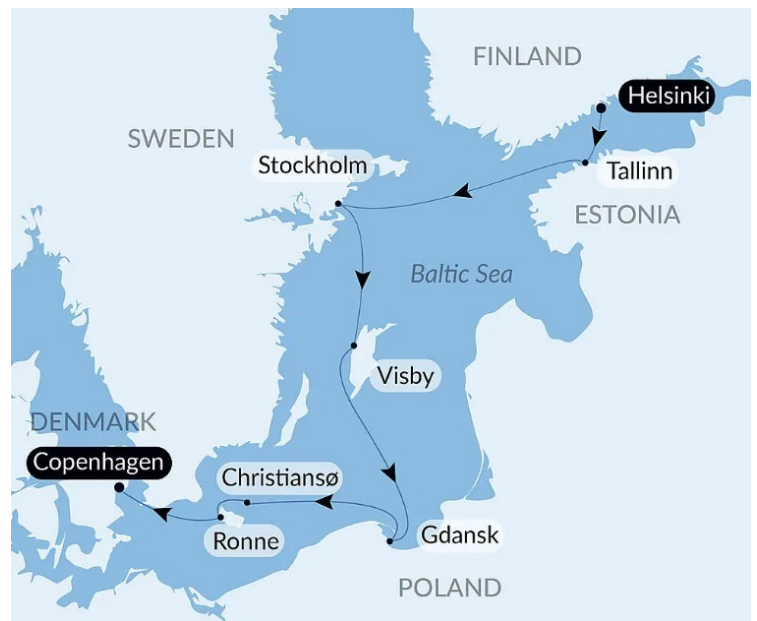 FINLAND
Helsinki
SWEDEN
Stockholm
Tallinn
ESTONIA
Baltic Sea
Visby
DENMARK
Copenhagen
Christiansø
Ronne
Gdansk
POLAND